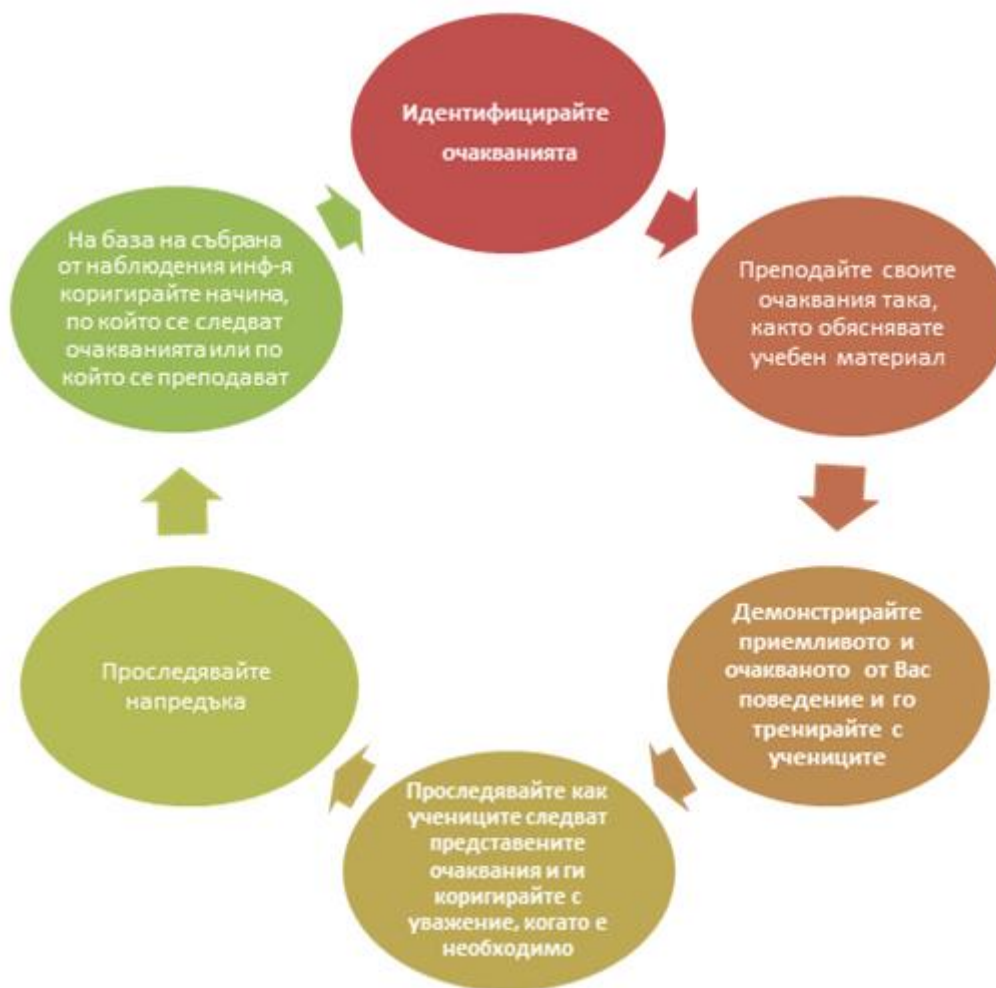 Идентифицирайте
очакванията
Преподайте своите
очаквания така,
както обяснявате
учебен материал
Демонстрирайте
приемливото и
очакваното от Вас
поведение и го
тренирайте с
учениците
Проследявайте как
учениците следват
представените
очаквания и ги
коригирайте с
уважение, когато е
необходимо
Проследявайте
напредъка
На база на събрана
от наблюдения инф-я
коригирайте начина,
по който се следват
очакванията или по
който се преподават